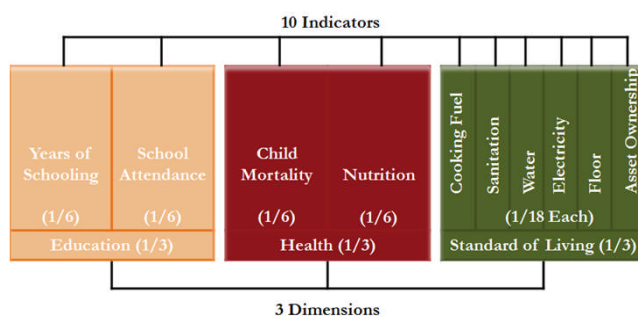 10 Indicators
Years of
Schooling
(1/6)
School
Attendance
(1/6)
Education (1/3)
Child
Mortality
(1/6)
Nutrition
(1/6)
Health (1/3)
Cooking Fuel
Sanitation
Water
Electricity
Floor
Assset Ownership
(1/18 Each)
Standard of Living (1/3)
3 Dimensions